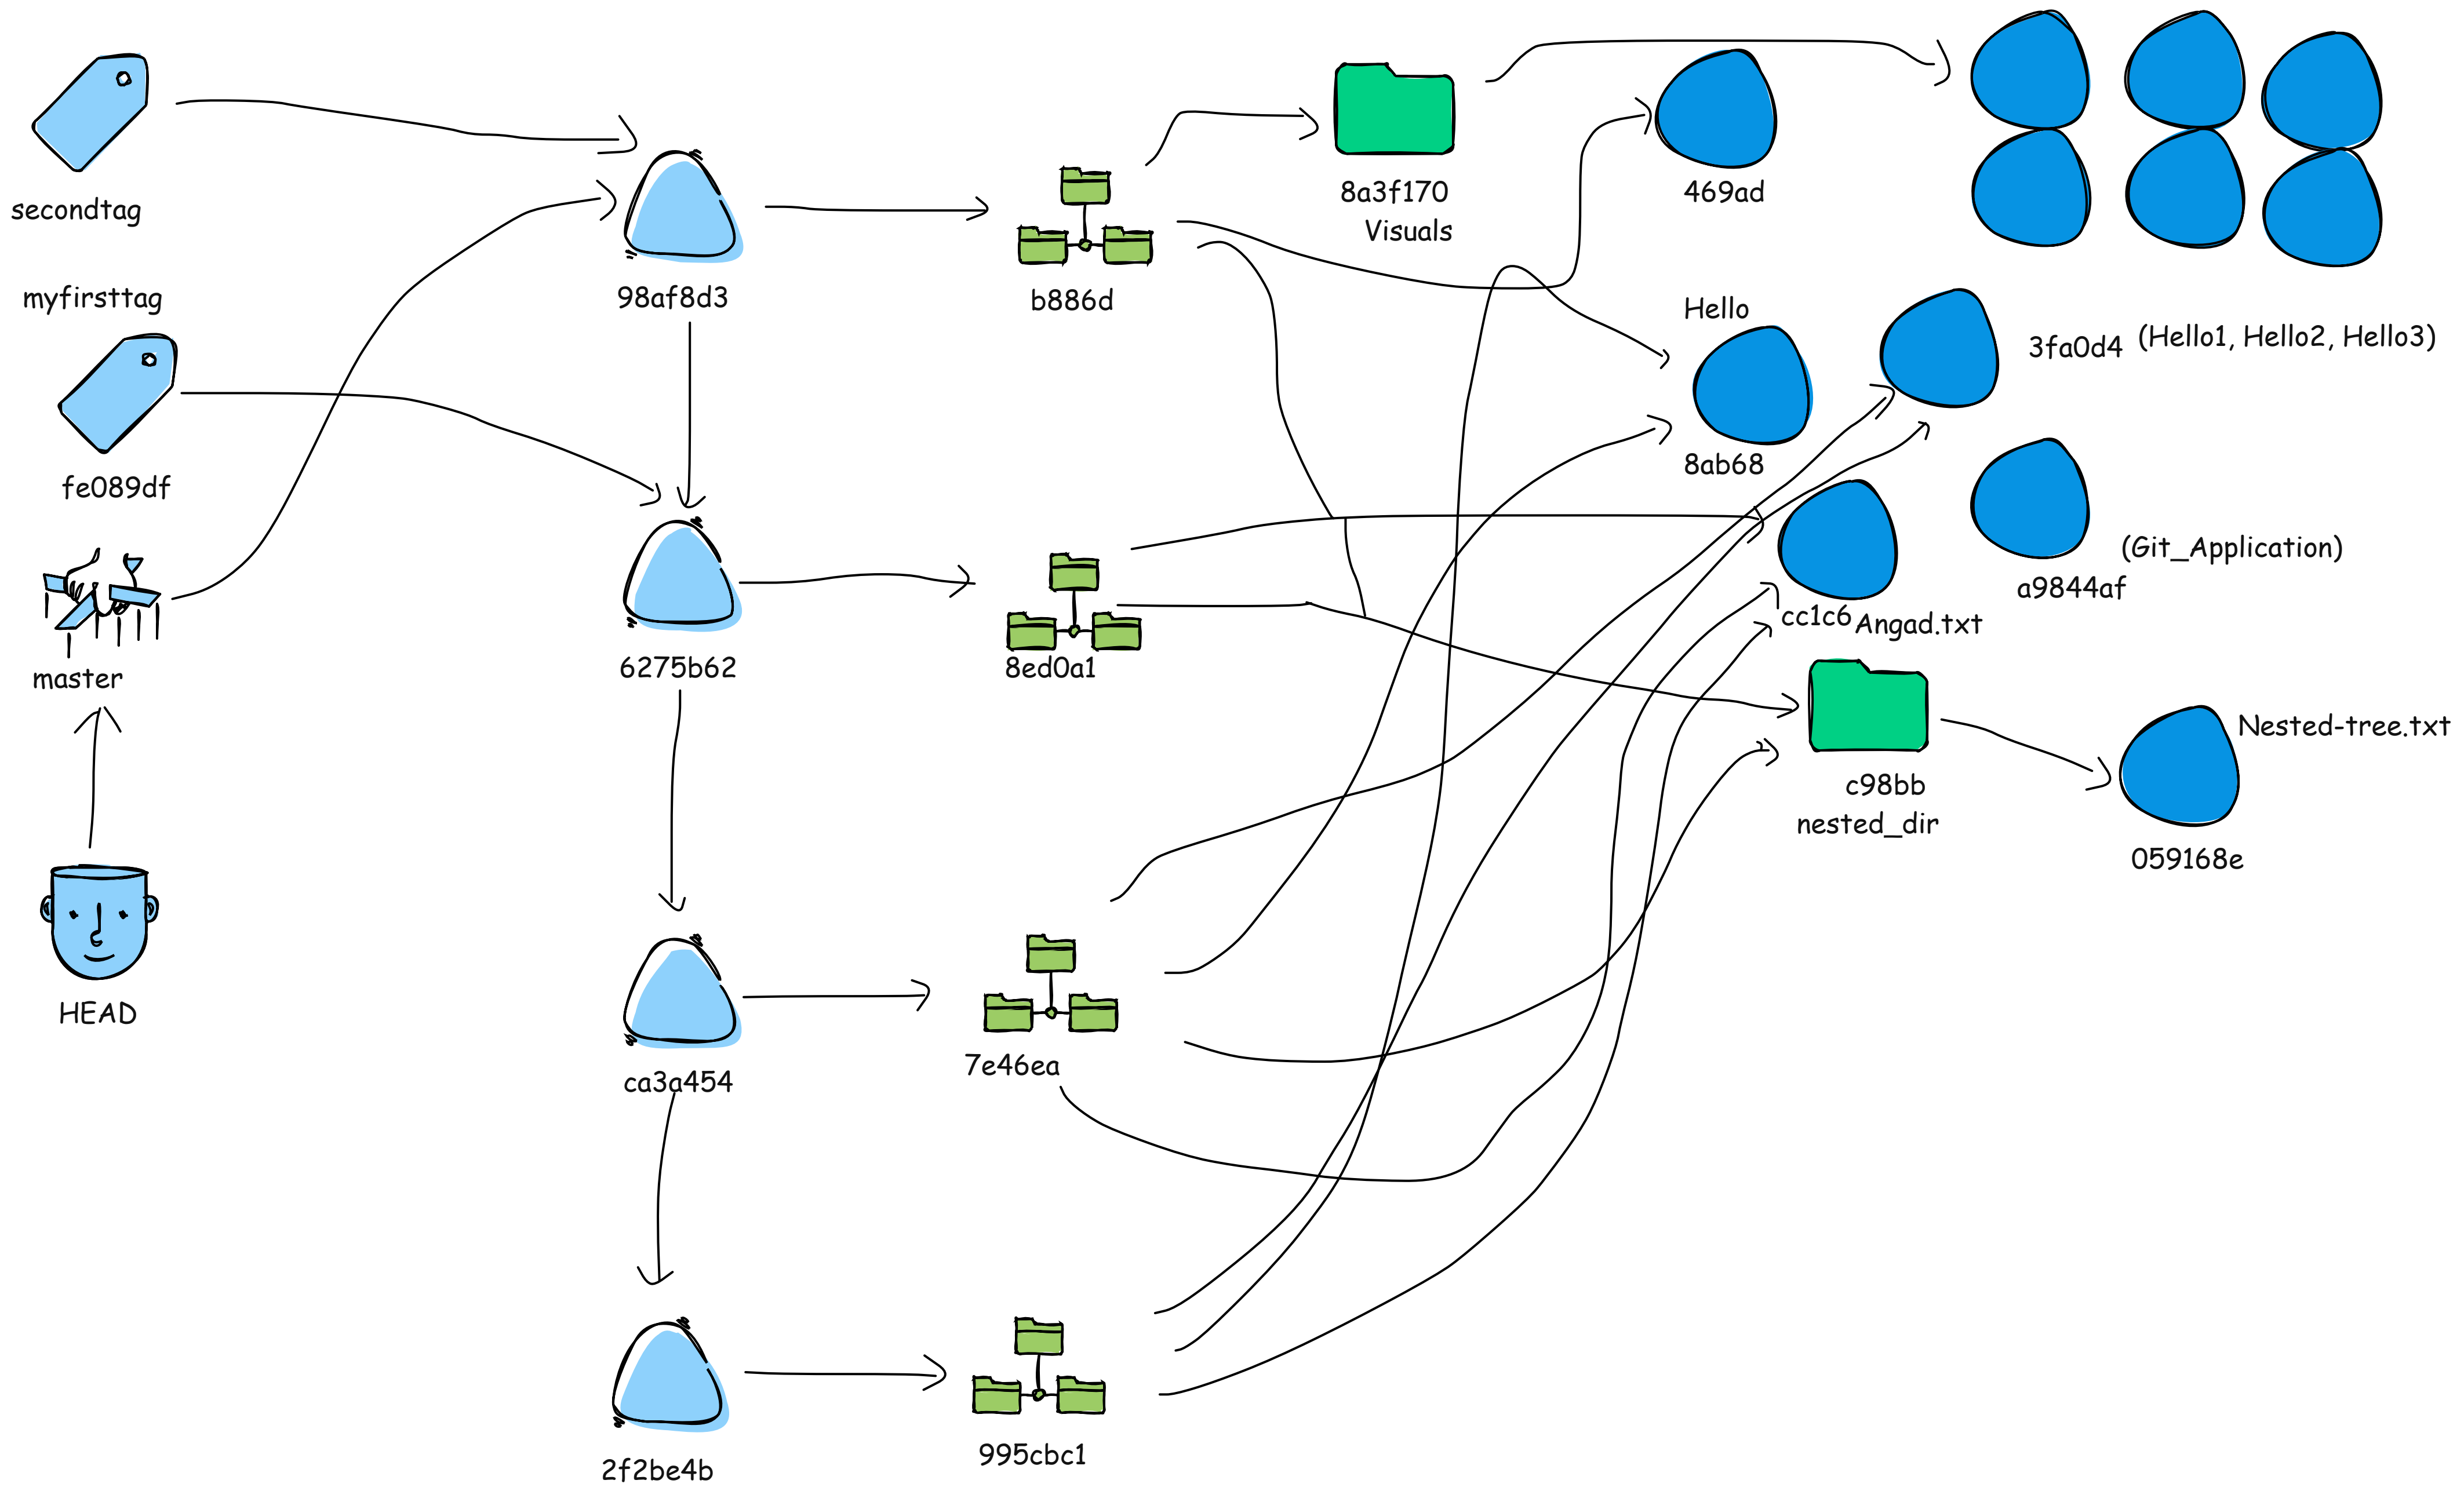 secondtag
myfirsttag
fe089df
master
HEAD
98af8d3
6275b62
ca3a454
2f2be4b
b886d
8ed0a1
7e46ea
995cbc1
8a3f170
Visuals
469ad
Hello
8ab68
3fa0d4 (Hello1, Hello2, Hello3)
(Git_Application)
a9844af
cc1c6 Angad.txt
c98bb
nested_dir
Nested-tree.txt
059168e